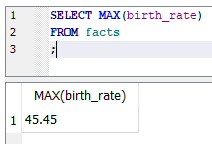 1 SELECT MAX(birth_rate)
2 FROM facts
3 ;
MAX(birth_rate)
1 45.45